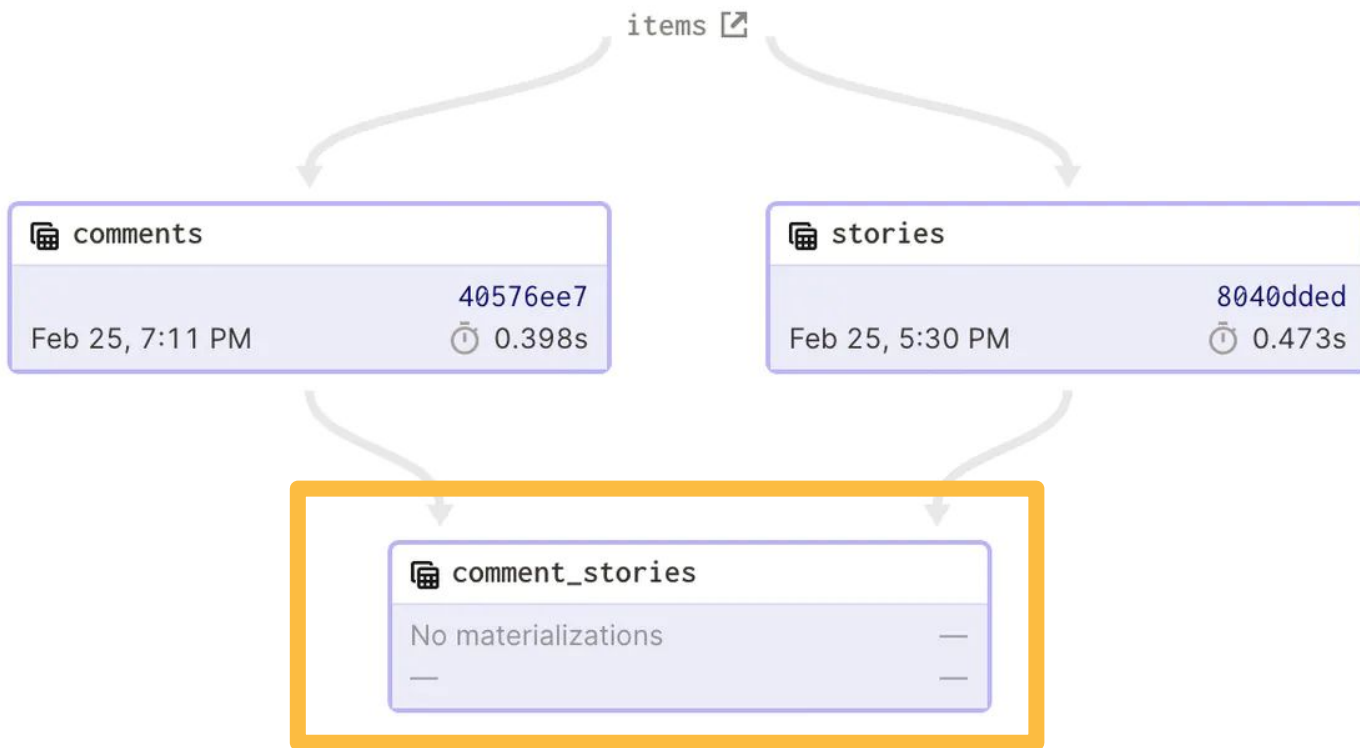 items
comments
40576ee7
Feb 25, 7:11 PM
0.398s
stories
8040dded
Feb 25, 5:30 PM
0.473s
comment_stories
No materializations —
— —